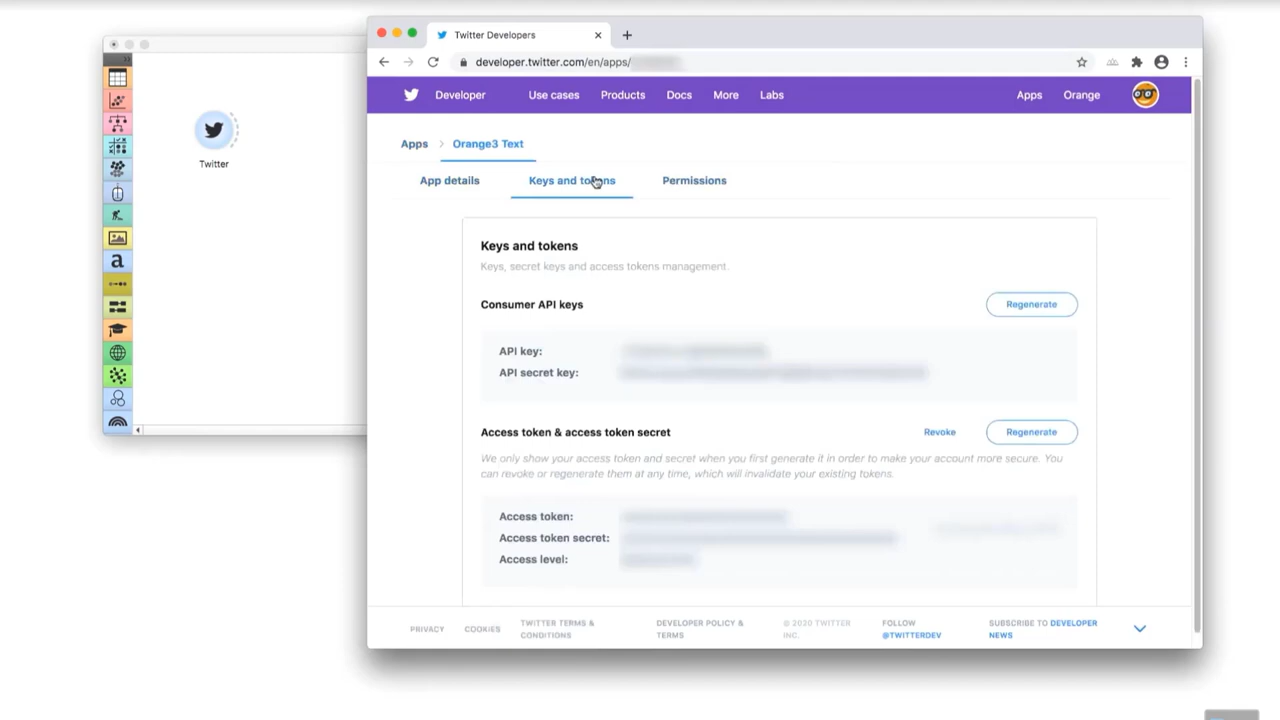 Twitter Developers
developer.twitter.com/en/apps/
Developer Use cases Products Docs More Labs Apps Orange
Apps > Orange3 Text
App details Keys and tokens Permissions
a
Twitter
Keys and tokens
Keys, secret keys and access tokens management.
Consumer API keys Regenerate
API key:
API secret key:
Access token & access token secret Revoke Regenerate
We only show your access token and secret when you first generate it in order to make your account more secure. You
can revoke or regenerate them at any time, which will invalidate your existing tokens.
Access token:
Access token secret:
Access level:
PRIVACY COOKIES
TWITTER TERMS &
CONDITIONS
DEVELOPER POLICY &
TERMS
© 2020 TWITTER
INC.
FOLLOW
@TWITTERDEV
SUBSCRIBE TO DEVELOPER
NEWS